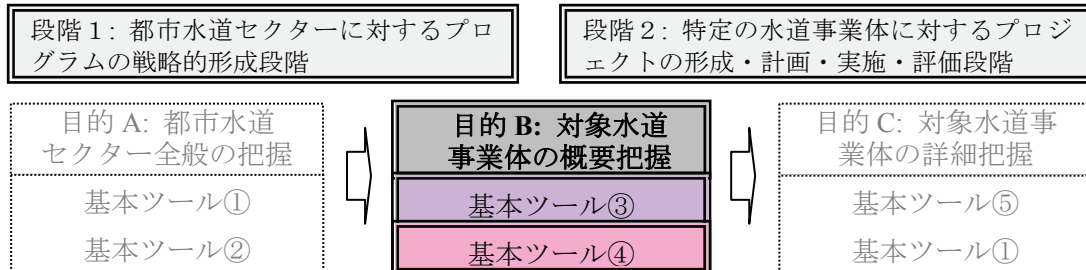 段階1: 都市水道セクターに対するプロ
グラムの戦略的形成段階
段階2: 特定の水道事業体に対するプロジ
ェクトの形成・計画・実施・評価段階
目的 A: 都市水道
セクター全般の把握
基本ツール①
基本ツール②
目的 B: 対象水道
事業体の概要把握
基本ツール③
基本ツール④
目的 C: 対象水道事
業体の詳細把握
基本ツール⑤
基本ツール①